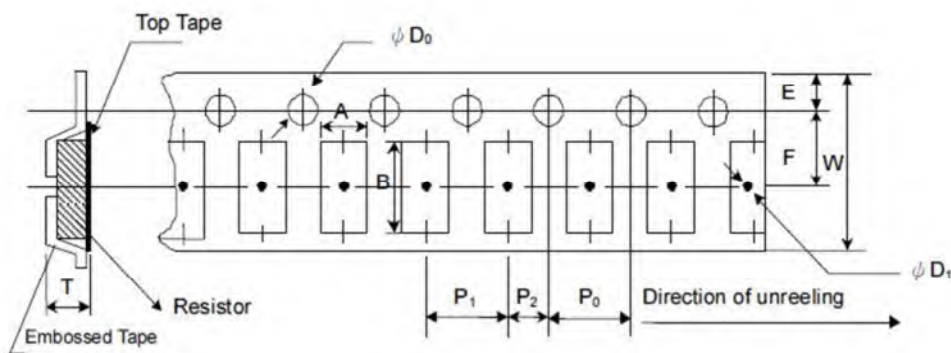 Top Tape
ψ D₀
E
A
F
W
B
ψ D₁
T
P₁
P₂
P₀
Direction of unreeling
Resistor
Embossed Tape